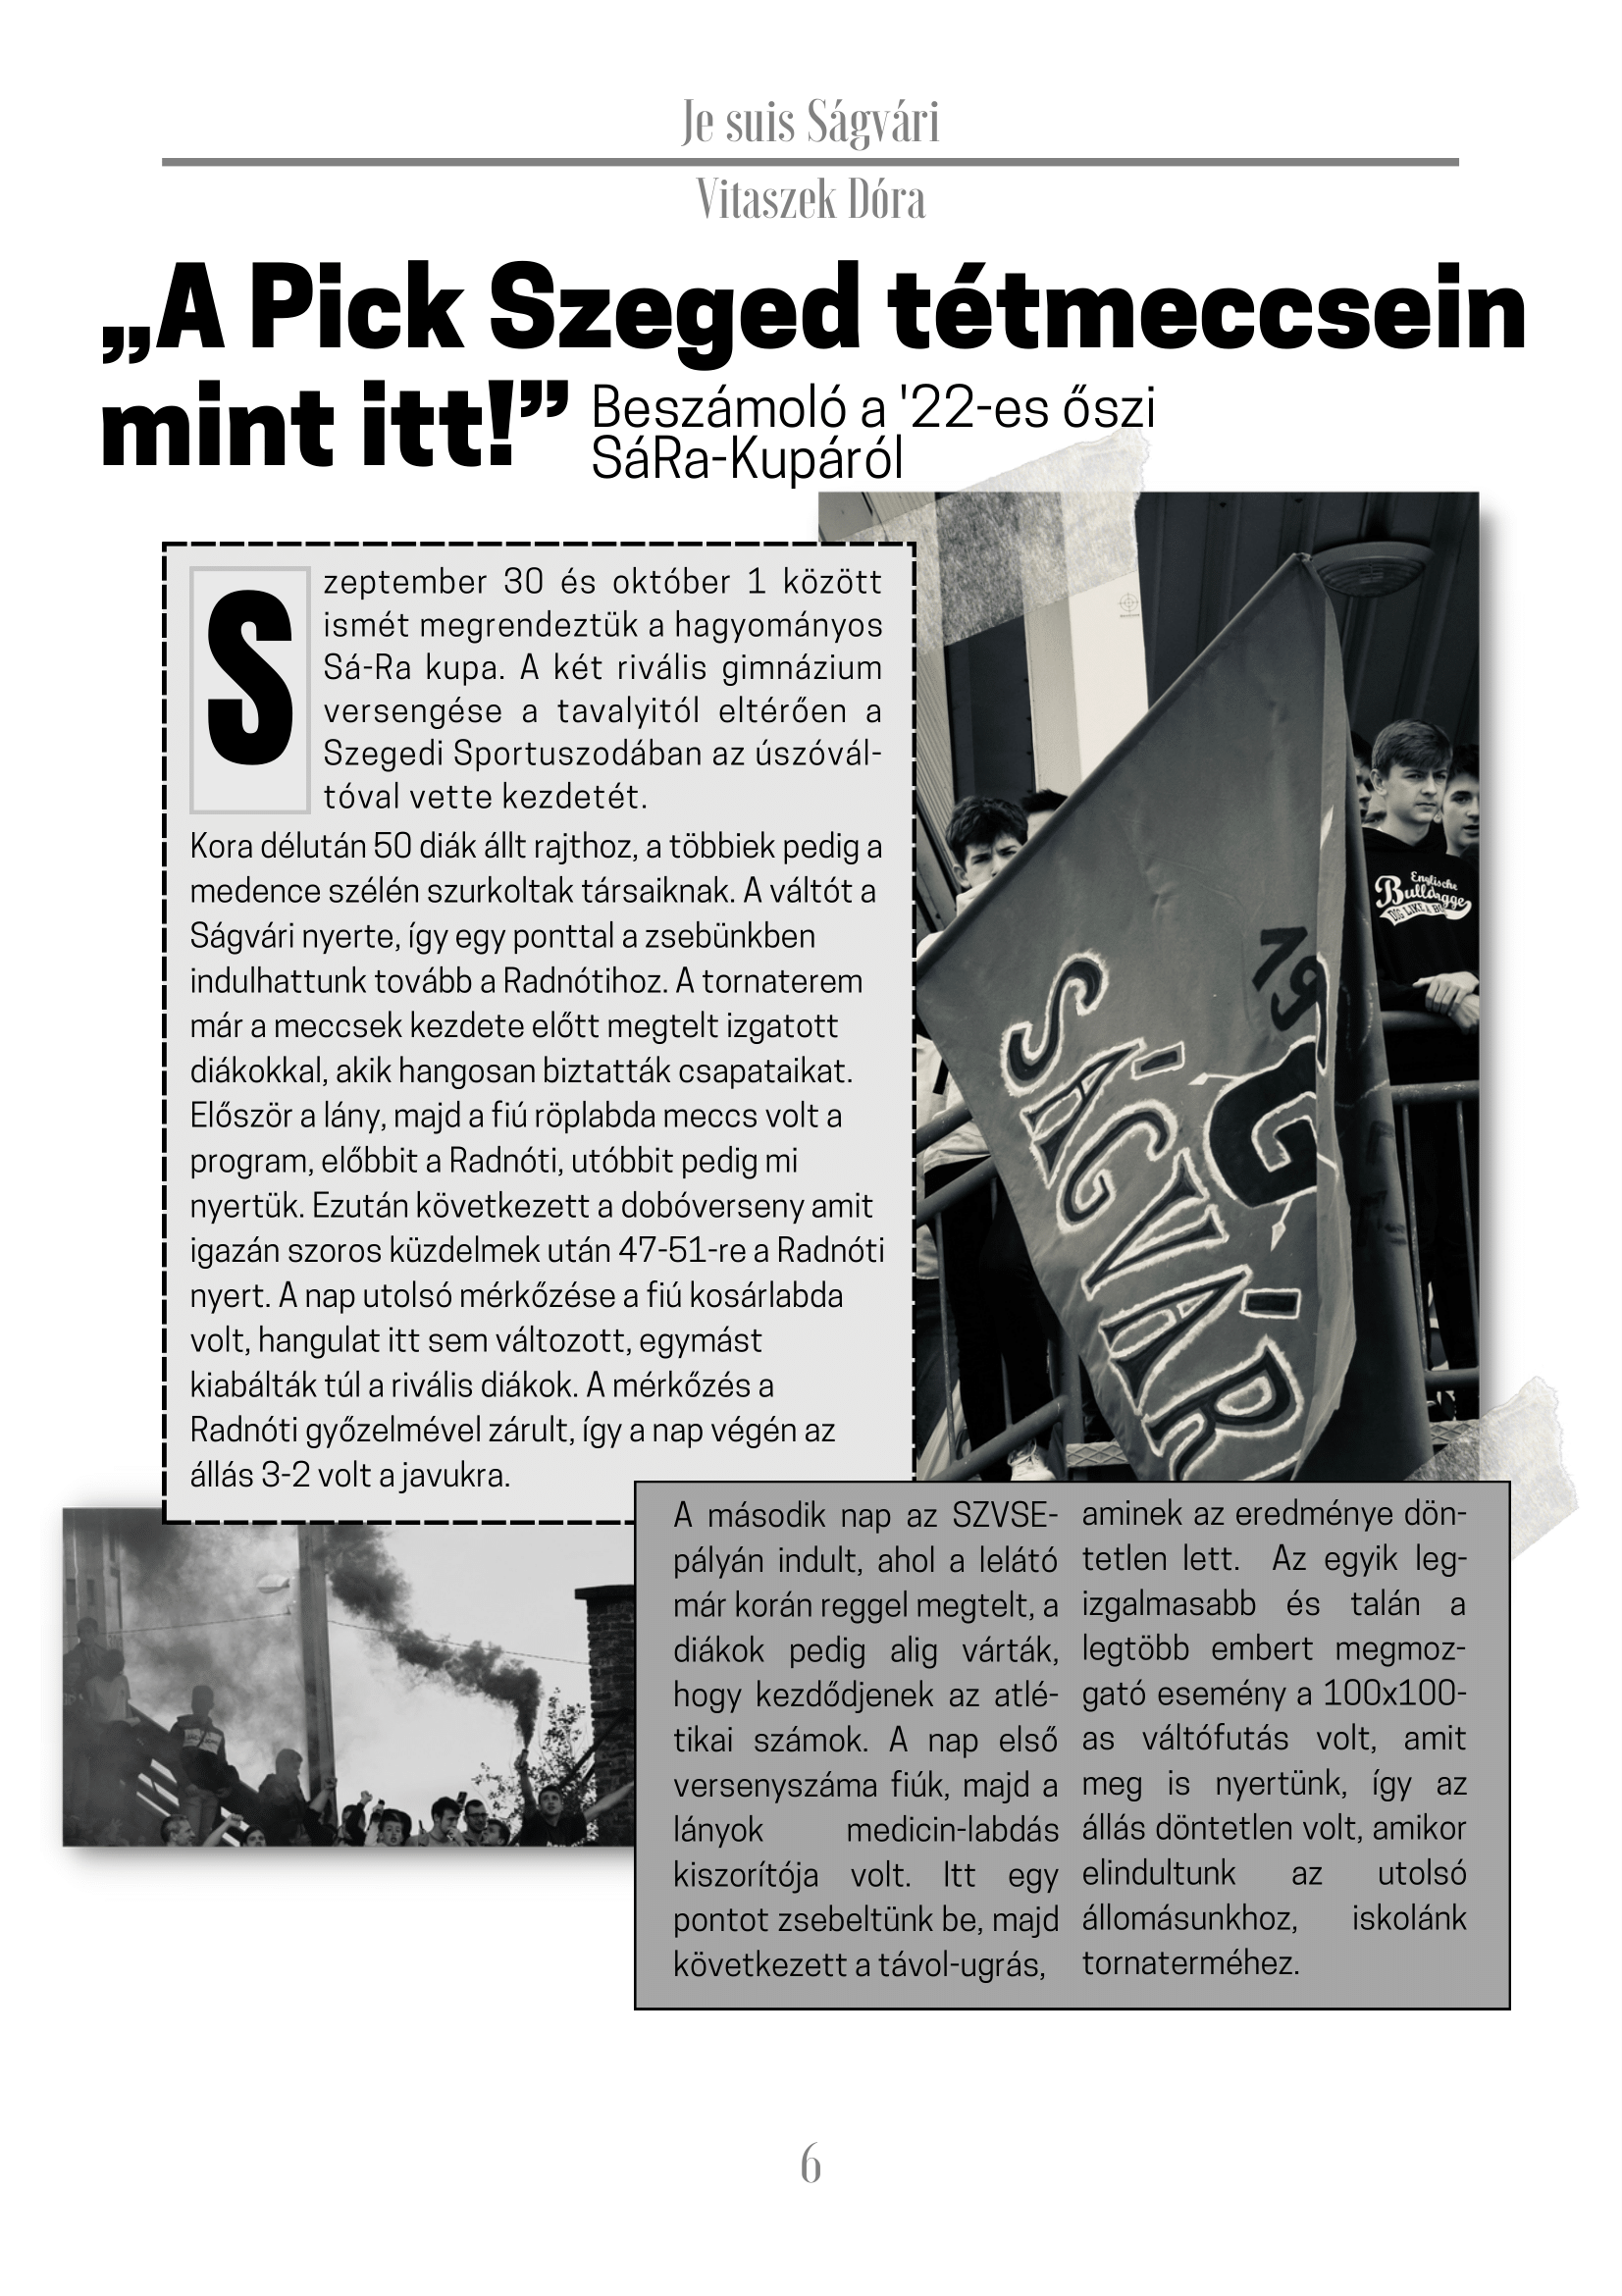 Je suis Ságvári
Vitaszek Dóra
„A Pick Szeged tétmeccsein
mint itt!”
Beszámoló a '22-es őszi
SáRa-Kupáról
Szeptember 30 és október 1 között
ismét megrendeztük a hagyományos
Sá-Ra kupa. A két rivális gimnázium
versengése a tavalyitól eltérően a
Szegedi Sportuszodában az úszóvál-
tóval vette kezdetét.
Kora délután 50 diák állt rajthoz, a többiek pedig a
medence szélén szurkoltak társaiknak. A váltót a
Ságvári nyerte, így egy ponttal a zsebünkben
indulhattunk tovább a Radnótihoz. A tornaterem
már a meccsek kezdete előtt megtelt izgatott
diákokkal, akik hangosan biztatták csapataikat.
Először a lány, majd a fiú röplabda meccs volt a
program, előbbit a Radnóti, utóbbit pedig mi
nyertük. Ezután következett a dobóverseny amit
igazán szoros küzdelmek után 47-51-re a Radnóti
nyert. A nap utolsó mérkőzése a fiú kosárlabda
volt, hangulat itt sem változott, egymást
kiabálták túl a rivális diákok. A mérkőzés a
Radnóti győzelmével zárult, így a nap végén az
állás 3-2 volt a javukra.
Englische
Bulldogge
19
G
SÁGVÁRI
A második nap az SZVSE-
pályán indult, ahol a lelátó
már korán reggel megtelt, a
diákok pedig alig várták,
hogy kezdődjenek az atlé-
tikai számok. A nap első
versenyszáma fiúk, majd a
lányok medicin-labdás
kiszorítója volt. Itt egy
pontot zsebeltünk be, majd
következett a távol-ugrás,
aminek az eredménye dön-
tetlen lett. Az egyik leg-
izgalmasabb és talán a
legtöbb embert megmoz-
gató esemény a 100x100-
as váltófutás volt, amit
meg is nyertünk, így az
állás döntetlen volt, amikor
elindultunk az utolsó
állomásunkhoz, iskolánk
tornaterméhez.
6